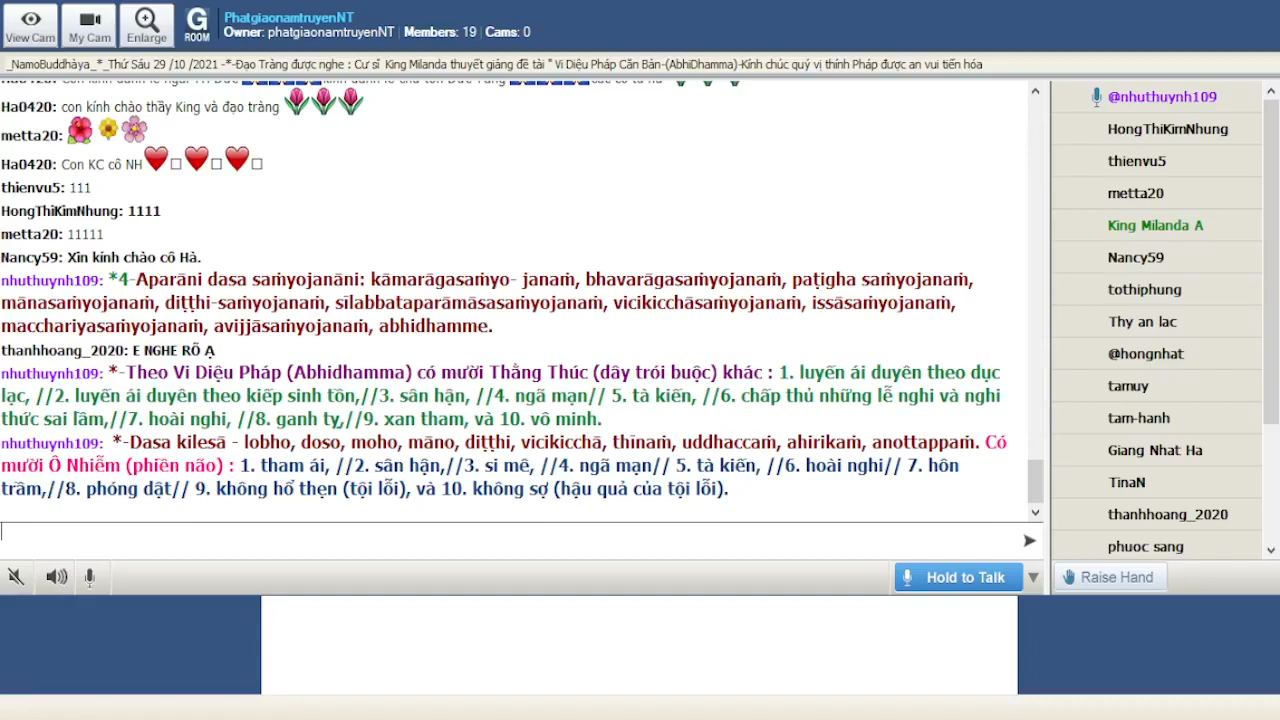 View Cam
My Cam
Enlarge
G
ROOM
PhatgiaonamtruyenNT
Owner: phatgiaonamtruyenNT | Members: 19 | Cams: 0
_NamoBuddhàya_*_Thứ Sáu 29 /10 /2021 -*-Đạo Tràng được nghe : Cư sĩ King Milanda thuyết giảng đề tài " Vi Diệu Pháp Căn Bản-(AbhiDhamma)-Kính chúc quý vị thính Pháp được an vui tiến hóa
Ha0420: con kính chào thầy King và đạo tràng
metta20:
Ha0420: Con KC cô NH
thienvu5: 111
HongThiKimNhung: 1111
metta20: 11111
Nancy59: Xin kính chào cô Hà.
nhuthuynh109: *4-Aparāni dasa saṁyojanāni: kāmarāgasaṁyo- janaṁ, bhavarāgasaṁyojanaṁ, paṭigha saṁyojanaṁ,
mānasaṁyojanaṁ, diṭṭhi-saṁyojanaṁ, sīlabbataparāmāsasaṁyojanaṁ, vicikicchāsaṁyojanaṁ, issāsaṁyojanaṁ,
macchariyasaṁyojanaṁ, avijjāsaṁyojanaṁ, abhidhamme.
thanhhoang_2020: E NGHE RÕ Ạ
nhuthuynh109: *-Theo Vi Diệu Pháp (Abhidhamma) có mười Thằng Thúc (dây trói buộc) khác : 1. luyến ái duyên theo dục
lạc, //2. luyến ái duyên theo kiếp sinh tồn,//3. sân hận, //4. ngã mạn// 5. tà kiến, //6. chấp thủ những lễ nghi và nghi
thức sai lầm,//7. hoài nghi, //8. ganh tỵ,//9. xan tham, và 10. vô minh.
nhuthuynh109: *-Dasa kilesā - lobho, doso, moho, māno, diṭṭhi, vicikicchā, thīnaṁ, uddhaccaṁ, ahirikaṁ, anottappaṁ. Có
mười Ô Nhiễm (phiền não) : 1. tham ái, //2. sân hận,//3. si mê, //4. ngã mạn// 5. tà kiến, //6. hoài nghi// 7. hôn
trầm,//8. phóng dật// 9. không hổ thẹn (tội lỗi), và 10. không sợ (hậu quả của tội lỗi).
Hold to Talk
@nhuthuynh109
HongThiKimNhung
thienvu5
metta20
King Milanda A
Nancy59
tothiphung
Thy an lac
@hongnhat
tamuy
tam-hanh
Giang Nhat Ha
TinaN
thanhhoang_2020
phuoc sang
Raise Hand